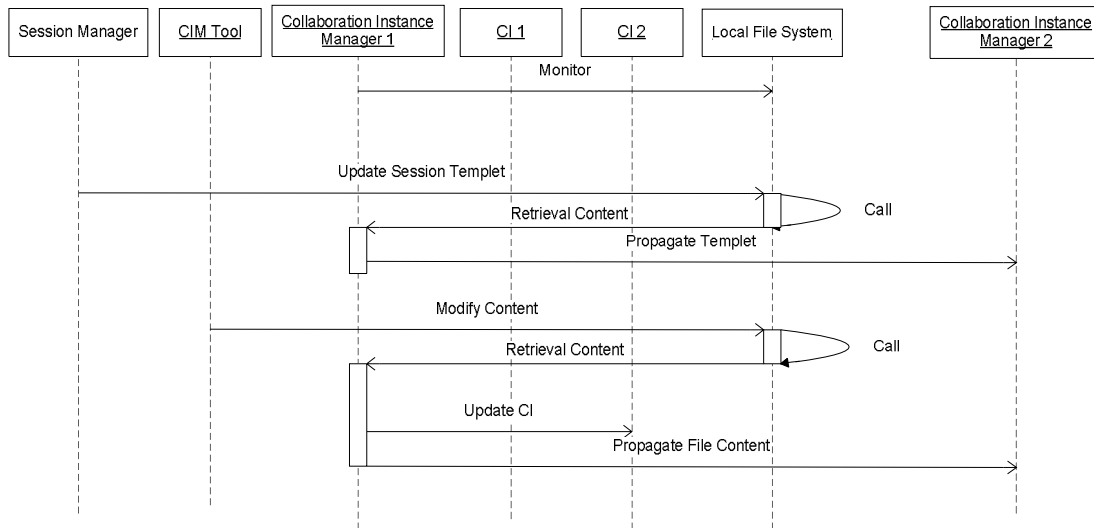 Session Manager
CIM Tool
Collaboration Instance
Manager 1
CI 1
CI 2
Local File System
Collaboration Instance
Manager 2
Monitor
Update Session Templet
Call
Retrieval Content
Propagate Templet
Modify Content
Call
Retrieval Content
Update CI
Propagate File Content